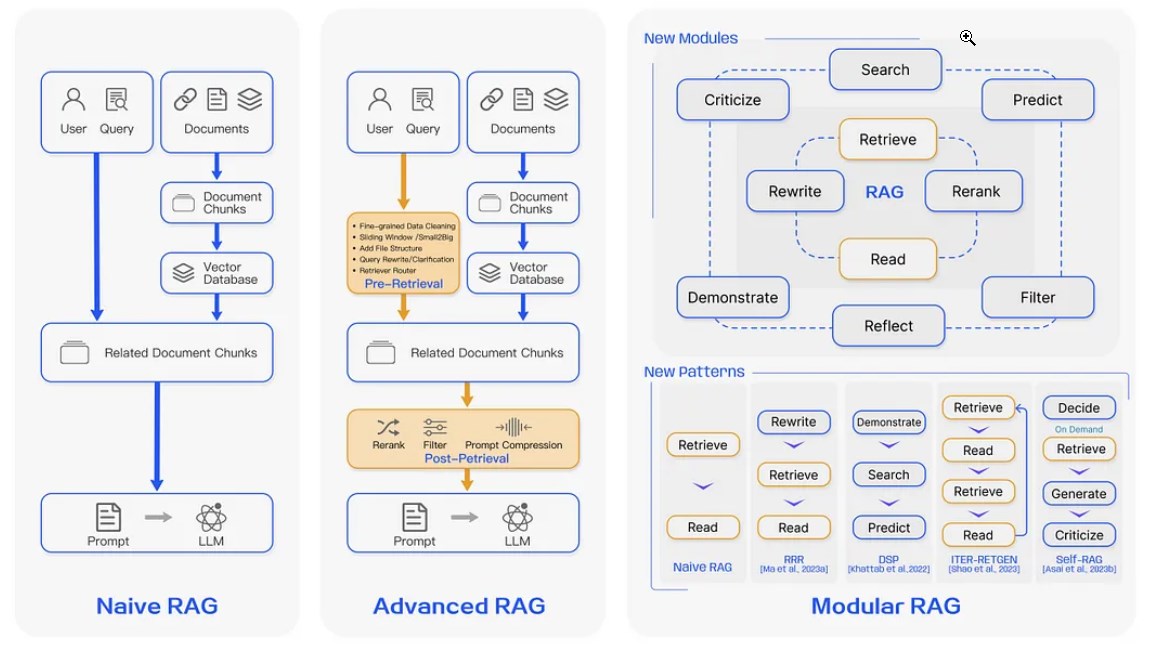 User Query
Documents
Document
Chunks
Vector
Database
Related Document Chunks
Prompt
LLM
Naive RAG
User Query
Documents
• Fine-grained Data Cleaning
• Sliding Window /Small2Big
• Add File Structure
• Query Rewrite/Clarification
• Retriever Router
Pre-Retrieval
Document
Chunks
Vector
Database
Related Document Chunks
Rerank
Filter
Prompt Compression
Post-Petrieval
Prompt
LLM
Advanced RAG
New Modules
Search
Criticize
Predict
Retrieve
Rewrite
RAG
Rerank
Read
Demonstrate
Filter
Reflect
New Patterns
Retrieve
Read
Naive RAG
Rewrite
Retrieve
Read
RRR
[Ma et al., 2023a]
Demonstrate
Search
Predict
DSP
[Khattab et al.,2022]
Retrieve
Read
Retrieve
Read
ITER-RETGEN
[Shao et al., 2023]
Decide
On Demand
Retrieve
Generate
Criticize
Self-RAG
[Asai et al., 2023b]
Modular RAG